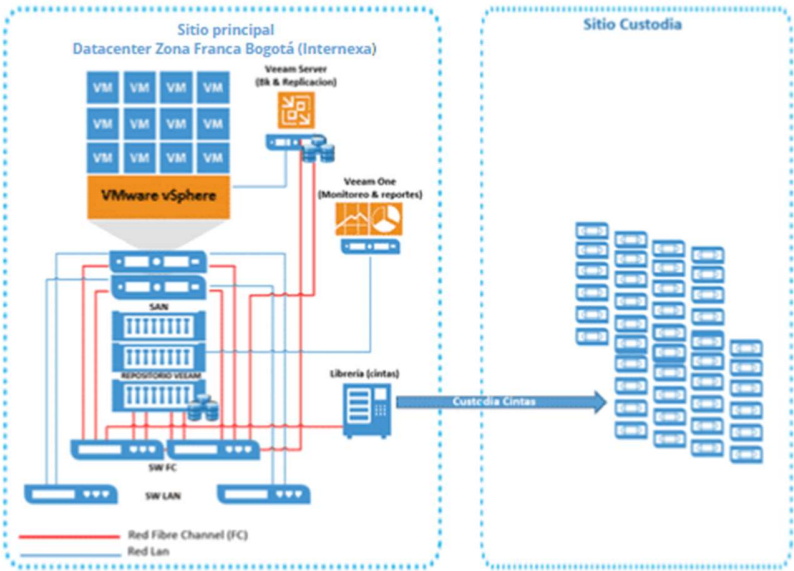 Sitio principal
Datacenter Zona Franca Bogotá (Internexa)
Sitio Custodia
Veeam Server
(Bk & Replicacion)
VM VM VM VM
VM VM VM VM
VM VM VM VM
VMware vSphere
Veeam One
(Monitoreo & reportes)
SAN
REPOSITORIO VEEAM
Libreria (cintas)
Custodia Cintas
SW FC
SW LAN
Red Fibre Channel (FC)
Red Lan